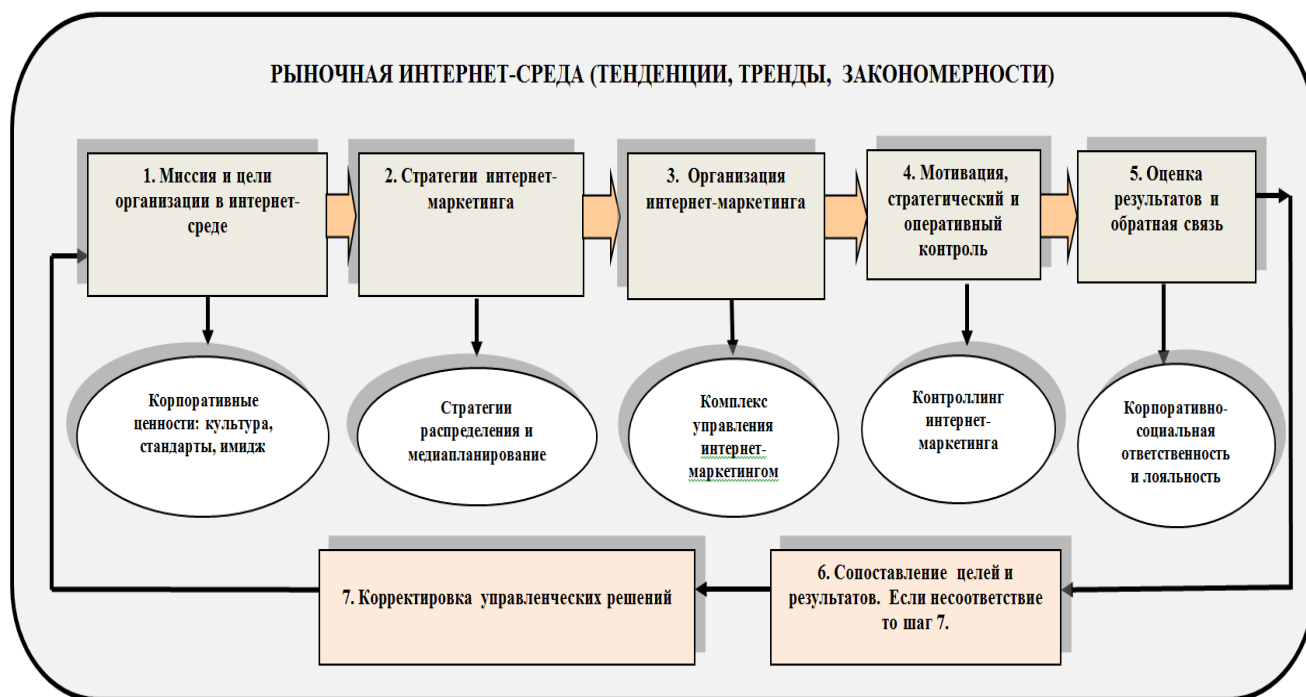 РЫНОЧНАЯ ИНТЕРНЕТ-СРЕДА (ТЕНДЕНЦИИ, ТРЕНДЫ, ЗАКОНОМЕРНОСТИ)
1. Миссия и цели
организации в интернет-
среде
2. Стратегии интернет-
маркетинга
3. Организация
интернет-маркетинга
4. Мотивация,
стратегический и
оперативный
контроль
5. Оценка
результатов и
обратная связь
Корпоративные
ценности: культура,
стандарты, имидж
Стратегии
распределения и
медиапланирование
Комплекс
управления
интернет-
маркетингом
Контроллинг
интернет-
маркетинга
Корпоративно-
социальная
ответственность
и лояльность
6. Сопоставление целей и
результатов. Если несоответствие
то шаг 7.
7. Корректировка управленческих решений